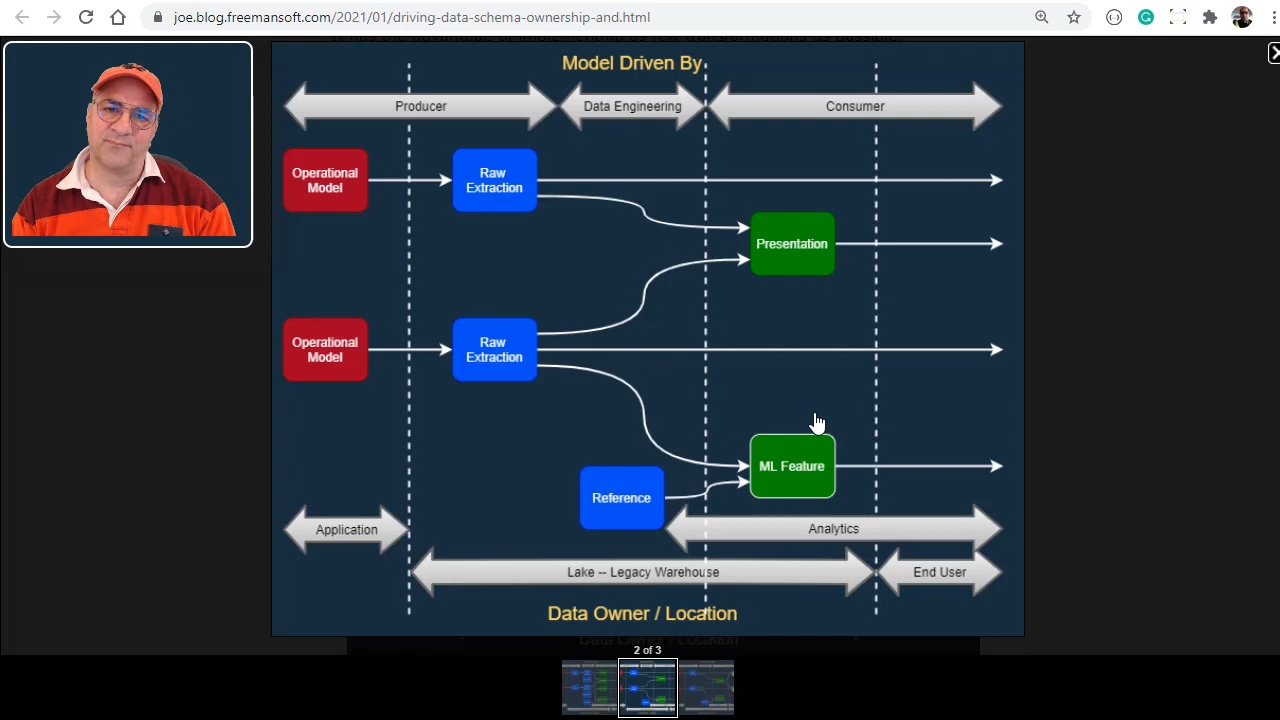 joe.blog.freemansoft.com/2021/01/driving-data-schema-ownership-and.html
Model Driven By
Producer
Data Engineering
Consumer
Operational
Model
Raw
Extraction
Presentation
Operational
Model
Raw
Extraction
ML Feature
Reference
Application
Analytics
Lake -- Legacy Warehouse
End User
Data Owner / Location
2 of 3